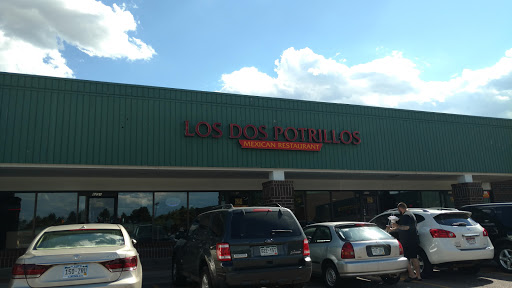 LOS DOS POTRILLOS
MEXICAN RESTAURANT